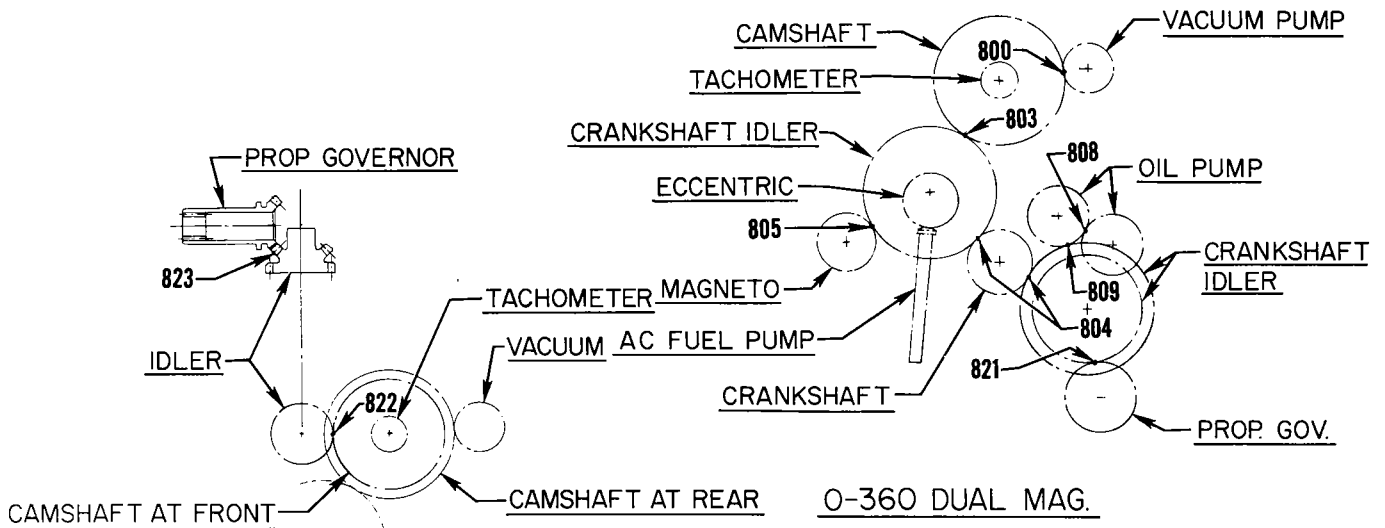 CAMSHAFT
800
VACUUM PUMP
TACHOMETER
803
CRANKSHAFT IDLER
808
OIL PUMP
PROP GOVERNOR
ECCENTRIC
805
823
CRANKSHAFT
IDLER
809
TACHOMETER
MAGNETO
804
IDLER
VACUUM
AC FUEL PUMP
821
822
CRANKSHAFT
PROP. GOV.
CAMSHAFT AT FRONT
CAMSHAFT AT REAR
O-360 DUAL MAG.